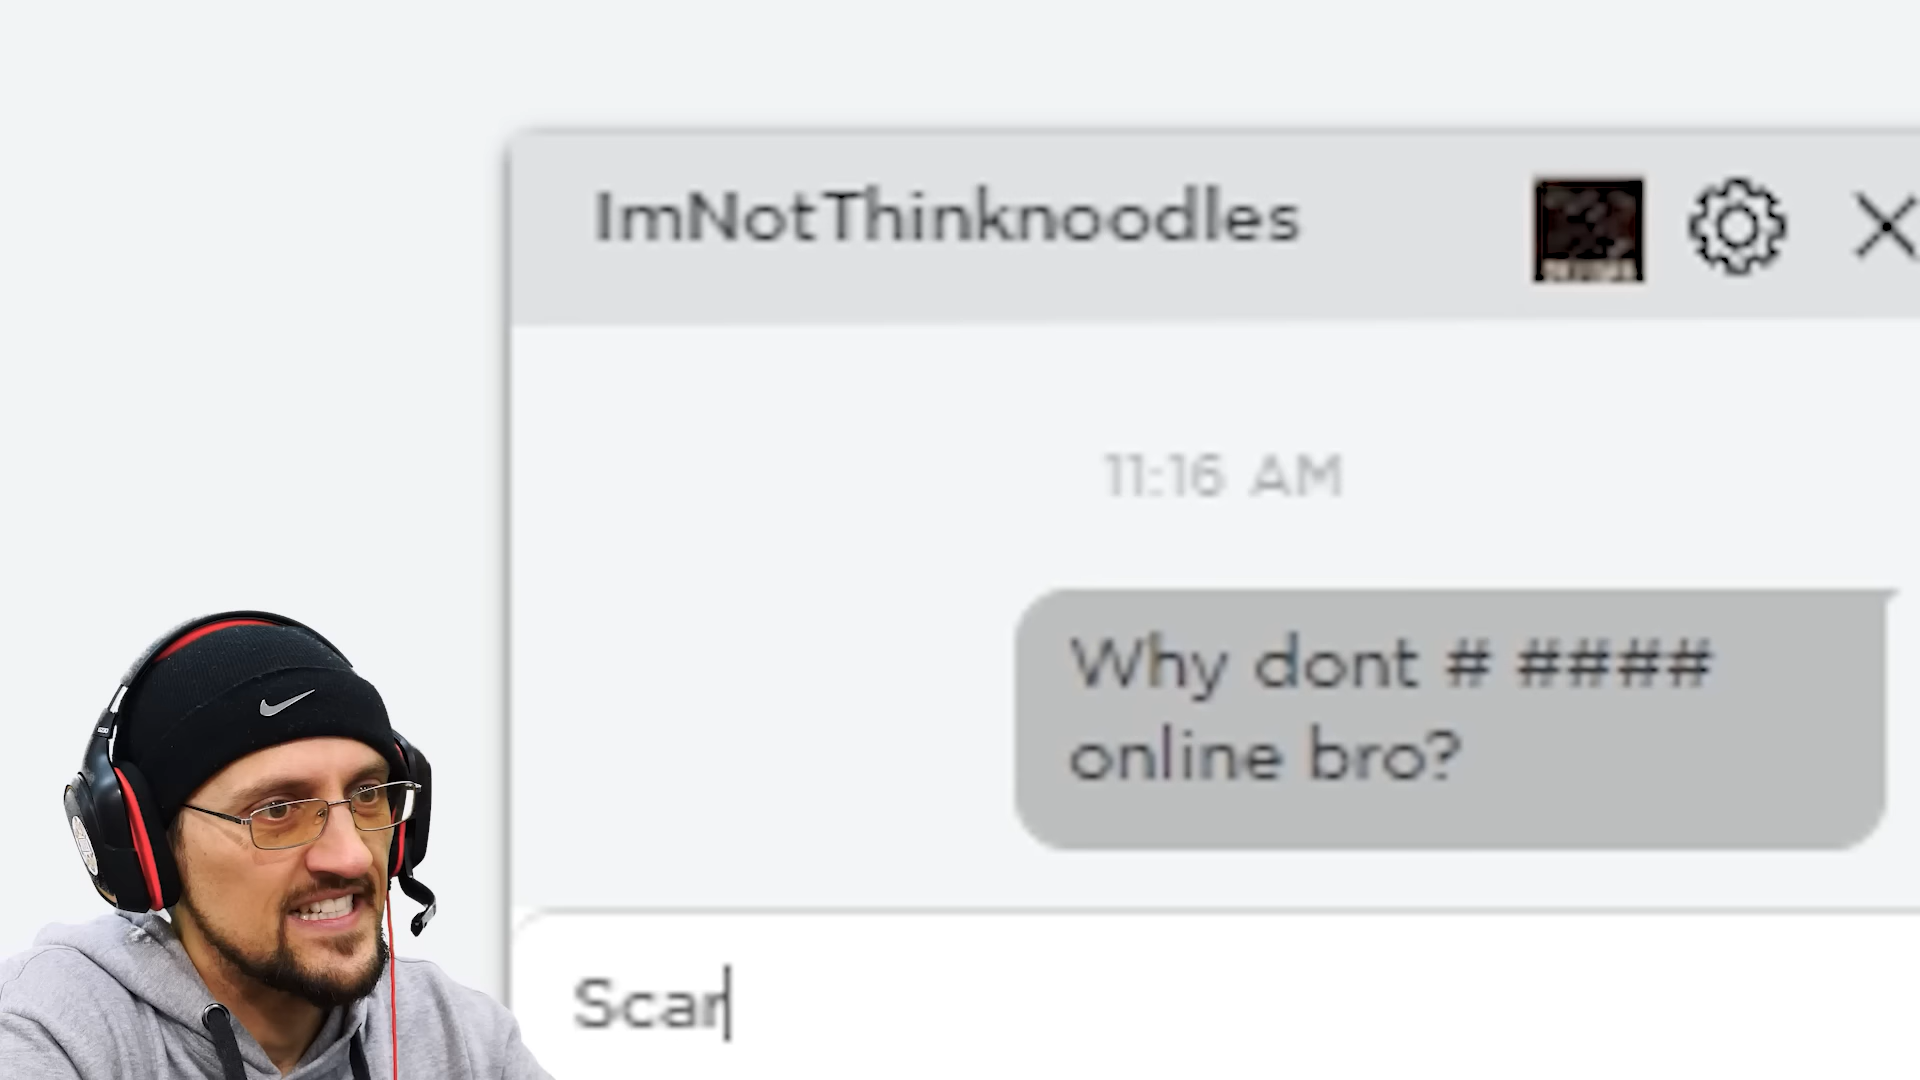 ImNotThinknoodles
11:16 AM
Why dont # ####
online bro?
Scar